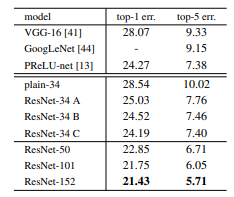 model top-1 err. top-5 err.
VGG-16 [41] 28.07 9.33
GoogLeNet [44] - 9.15
PReLU-net [13] 24.27 7.38
plain-34 28.54 10.02
ResNet-34 A 25.03 7.76
ResNet-34 B 24.52 7.46
ResNet-34 C 24.19 7.40
ResNet-50 22.85 6.71
ResNet-101 21.75 6.05
ResNet-152 21.43 5.71